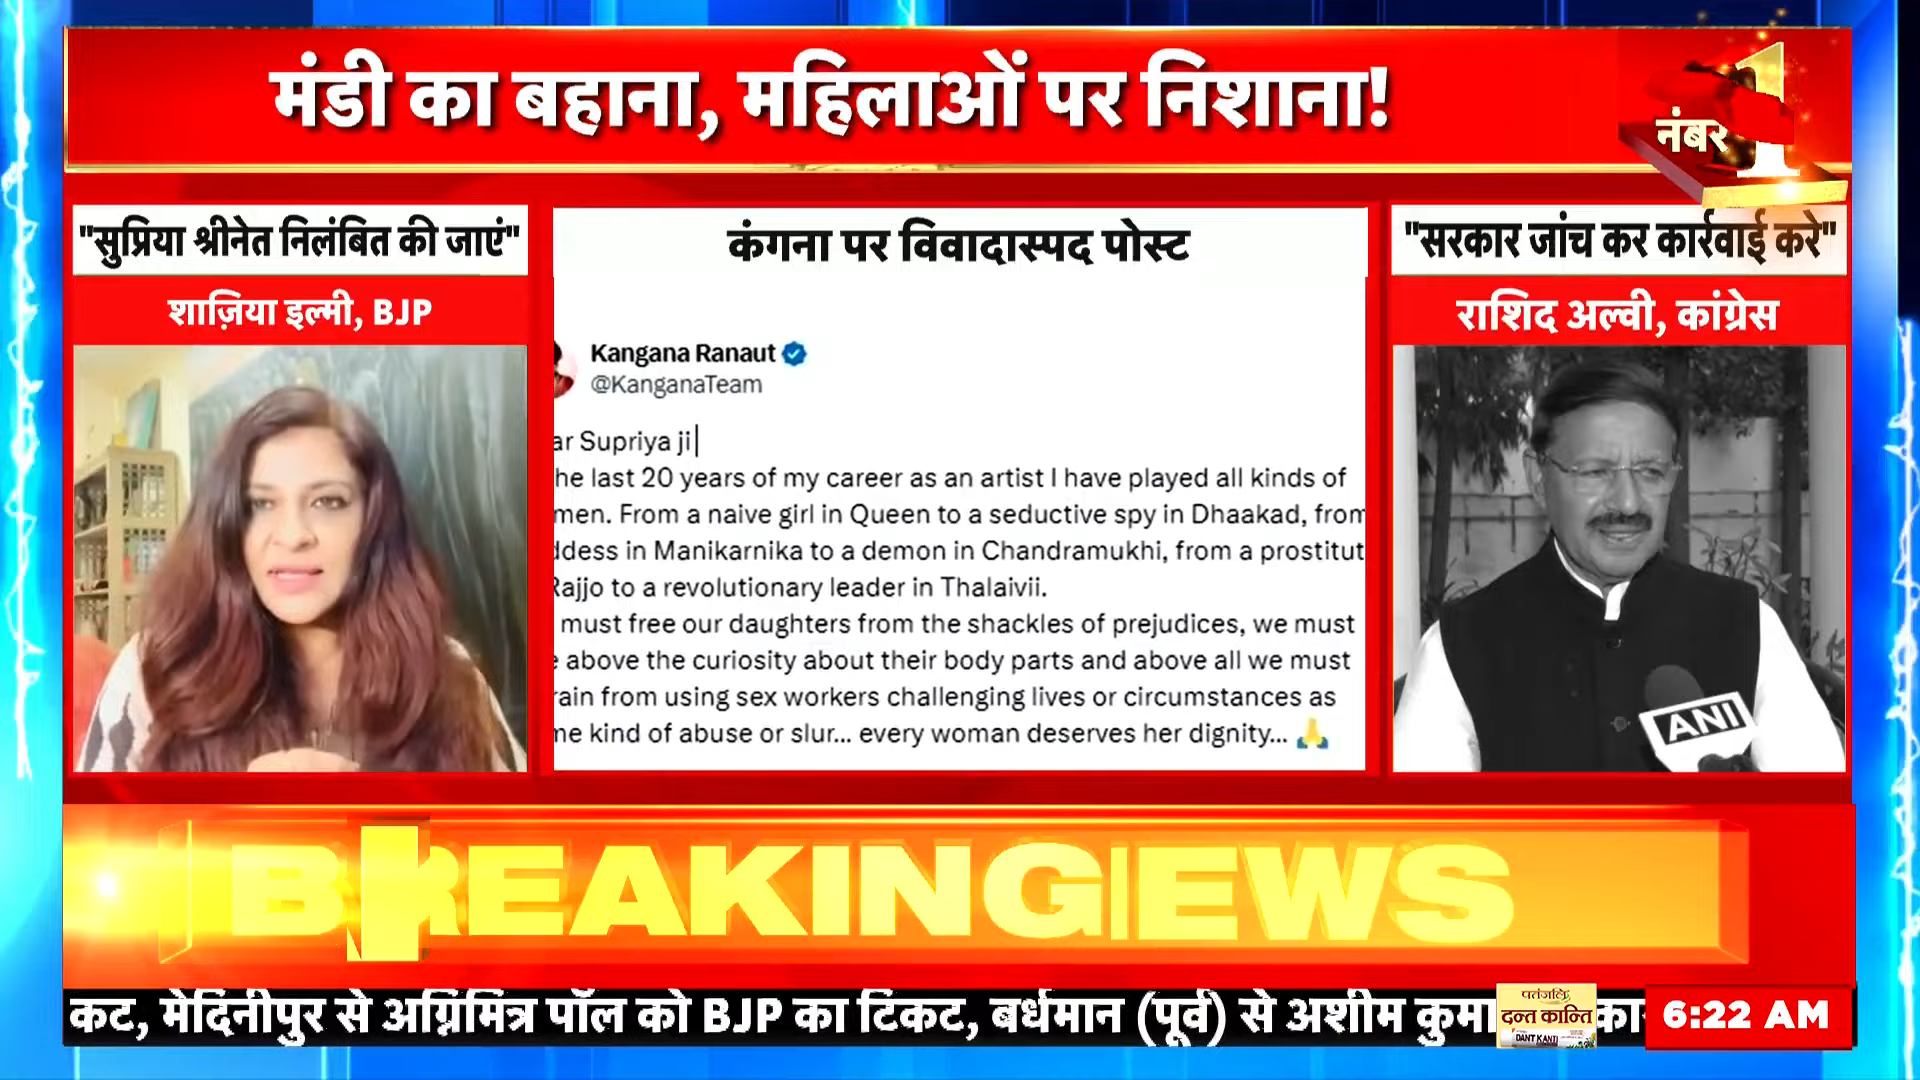 मंडी का बहाना, महिलाओं पर निशाना!
नंबर 1
"सुप्रिया श्रीनेत निलंबित की जाएं"
शाज़िया इल्मी, BJP
कंगना पर विवादास्पद पोस्ट
Kangana Ranaut
@KanganaTeam
ar Supriya ji
he last 20 years of my career as an artist I have played all kinds of
men. From a naive girl in Queen to a seductive spy in Dhaakad, from
ddess in Manikarnika to a demon in Chandramukhi, from a prostitut
Rajjo to a revolutionary leader in Thalaivii.
must free our daughters from the shackles of prejudices, we must
e above the curiosity about their body parts and above all we must
rain from using sex workers challenging lives or circumstances as
me kind of abuse or slur... every woman deserves her dignity... 🙏
"सरकार जांच कर कार्रवाई करे"
राशिद अल्वी, कांग्रेस
ANI
BREAKING EWS
कट, मेदिनीपुर से अग्निमित्र पॉल को BJP का टिकट, बर्धमान (पूर्व) से अशीम कुमा
पतंजलि
दन्त कान्ति
DANT KANTI
का
6:22 AM